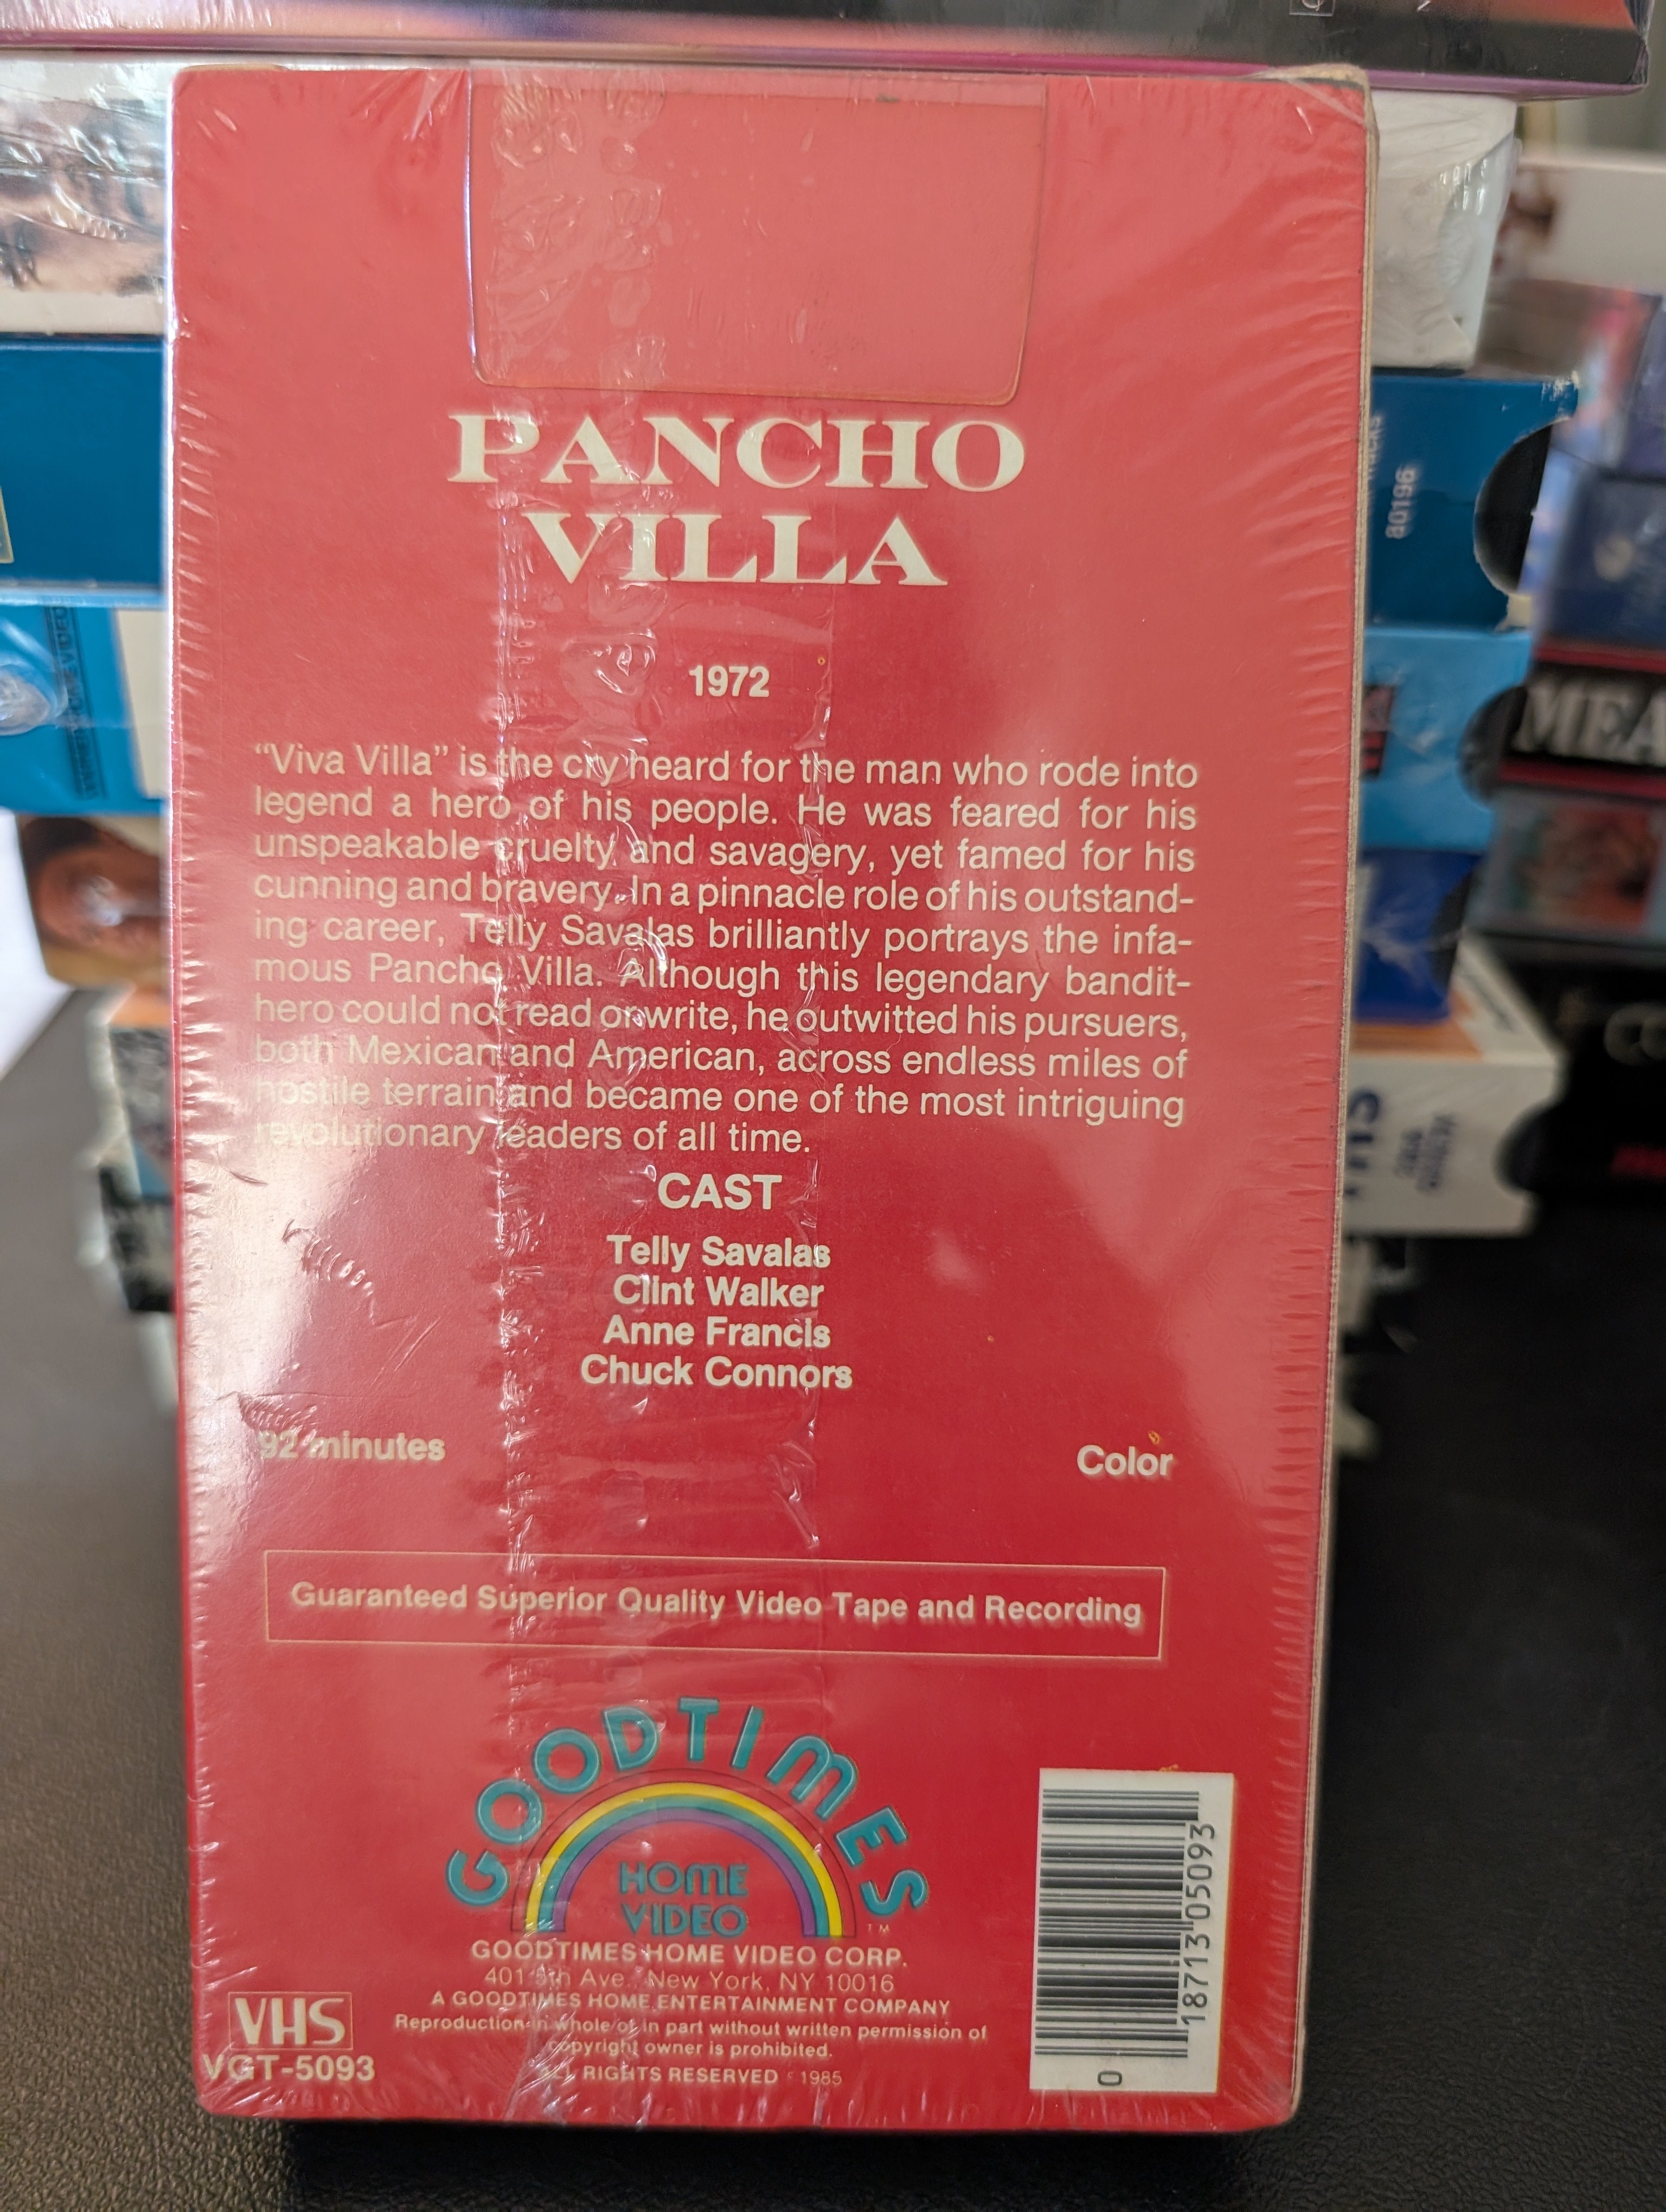 PANCHO
VILLA
1972
“Viva Villa” is the cry heard for the man who rode into
legend a hero of his people. He was feared for his
unspeakable cruelty and savagery, yet famed for his
cunning and bravery. In a pinnacle role of his outstand-
ing career, Telly Savalas brilliantly portrays the infa-
mous Pancho Villa. Although this legendary bandit-
hero could not read or write, he outwitted his pursuers,
both Mexican and American, across endless miles of
hostile terrain and became one of the most intriguing
revolutionary leaders of all time.
CAST
Telly Savalas
Clint Walker
Anne Francis
Chuck Connors
92 minutes
Color
Guaranteed Superior Quality Video Tape and Recording
GOODTIMES
HOME
VIDEO
TM
GOODTIMES HOME VIDEO CORP.
401 5th Ave., New York, NY 10016
A GOODTIMES HOME ENTERTAINMENT COMPANY
Reproduction in whole or in part without written permission of
copyright owner is prohibited.
ALL RIGHTS RESERVED © 1985
VHS
VGT-5093
0 18713 05093
80196
MEA